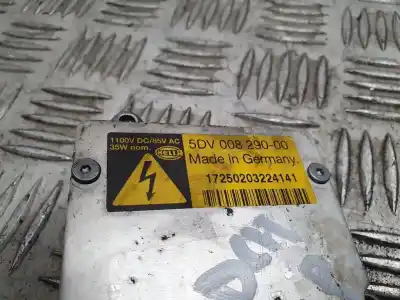 1100V DC/85V AC
35W nom.
HELLA
5DV 008 290-00
Made in Germany.
17250203224141